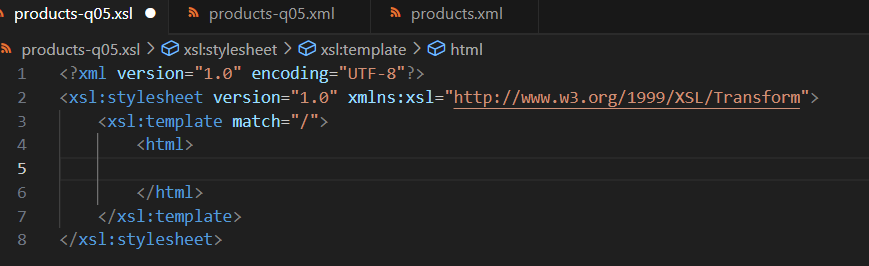 products-q05.xsl products-q05.xml products.xml
products-q05.xsl > xsl:stylesheet > xsl:template > html
1 <?xml version="1.0" encoding="UTF-8"?>
2 <xsl:stylesheet version="1.0" xmlns:xsl="http://www.w3.org/1999/XSL/Transform">
3 <xsl:template match="/">
4 <html>
5
6 </html>
7 </xsl:template>
8 </xsl:stylesheet>